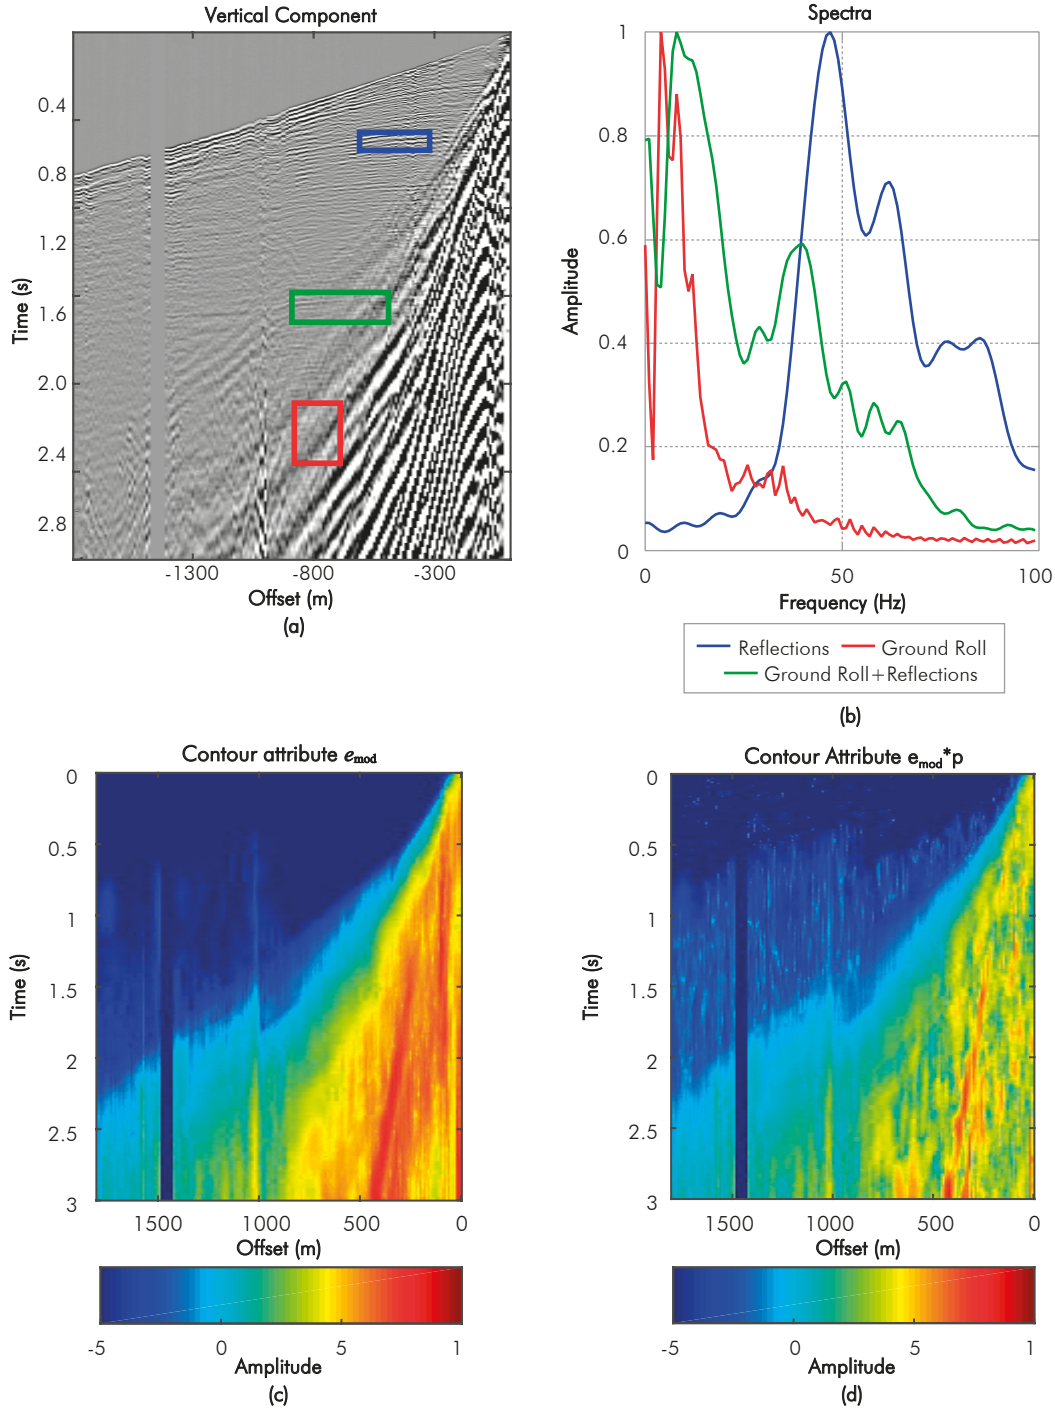 Vertical Component
0.4
0.8
1.2
1.6
2.0
2.4
2.8
Time (s)
-1300 -800 -300
Offset (m)
(a)
Spectra
1
0.8
0.6
0.4
0.2
0
Amplitude
0 50 100
Frequency (Hz)
Reflections Ground Roll
Ground Roll+Reflections
(b)
Contour attribute emod
0
0.5
1
1.5
2
2.5
3
Time (s)
1500 1000 500 0
Offset (m)
-5 0 5 1
Amplitude
(c)
Contour Attribute emod*p
0
0.5
1
1.5
2
2.5
3
Time (s)
1500 1000 500 0
Offset (m)
-5 0 5 1
Amplitude
(d)